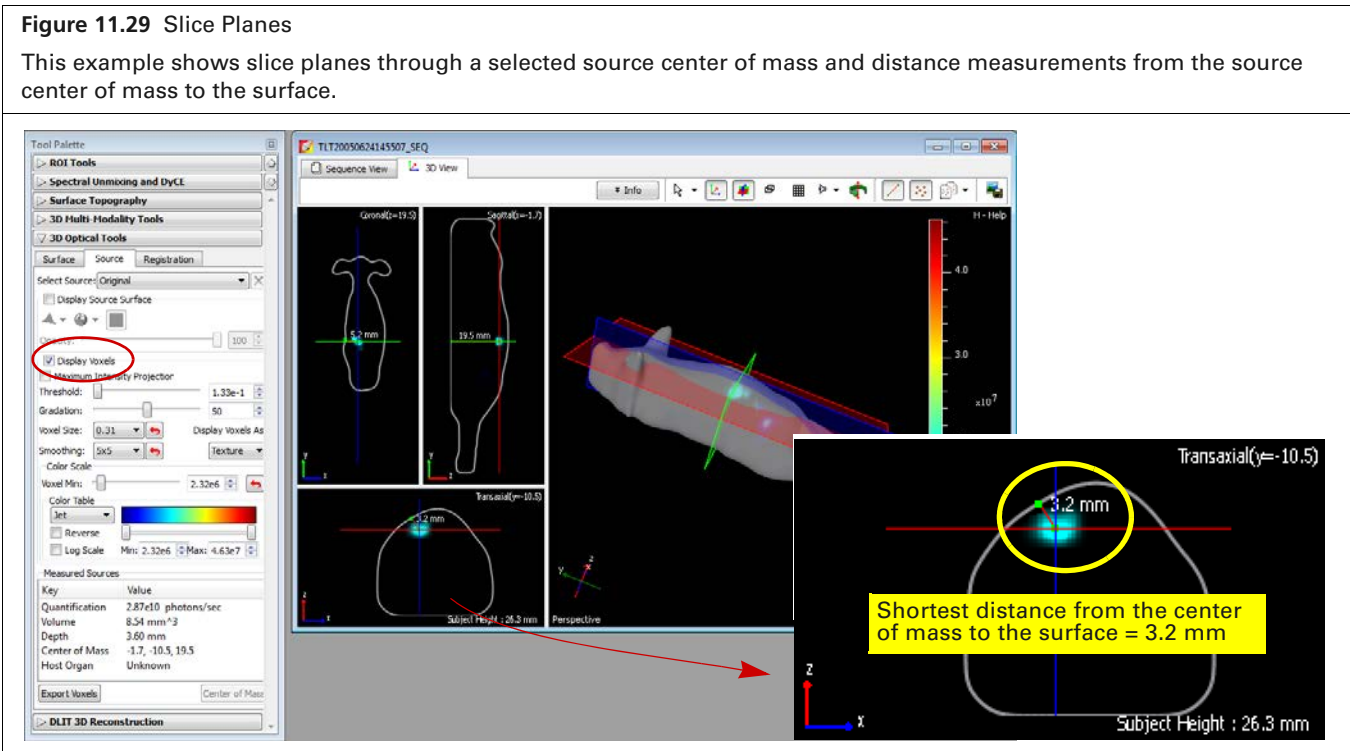 Figure 11.29 Slice Planes
This example shows slice planes through a selected source center of mass and distance measurements from the source
center of mass to the surface.
Tool Palette
ROI Tools
Spectral Unmixing and DyCE
Surface Topography
3D Multi-Modality Tools
3D Optical Tools
Surface Source Registration
Select Source: Original
Display Source Surface
Opacity: 100
Display Voxels
Maximum Intensity Projection
Threshold: 1.33e-1
Gradation: 50
Voxel Size: 0.31 Display Voxels As
Smoothing: 5x5 Texture
Color Scale
Voxel Min: 2.32e6
Color Table
Jet
Reverse
Log Scale Min: 2.32e6 Max: 4.63e7
Measured Sources
Key Value
Quantification 2.87e10 photons/sec
Volume 8.54 mm^3
Depth 3.60 mm
Center of Mass -1.7, -10.5, 19.5
Host Organ Unknown
Export Voxels Center of Mass
DLIT 3D Reconstruction
TLT20050624145507_SEQ
Sequence View 3D View
Info
Coronal(z=19.5)
5.2 mm
y
x
Sagittal(x=-1.7)
19.5 mm
y
z
Transaxial(y=-10.5)
3.2 mm
z
x
Subject Height : 26.3 mm
H - Help
4.0
3.0
x10^7
z
y
x
Perspective
Transaxial(y=-10.5)
3.2 mm
Shortest distance from the center
of mass to the surface = 3.2 mm
z
x
Subject Height : 26.3 mm